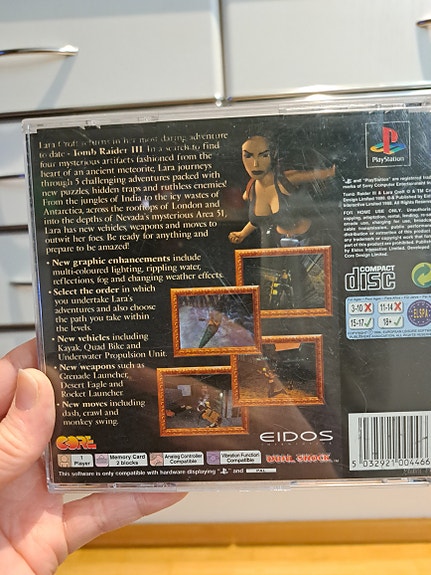 Lara Croft returns in her most daring adventure
to date - Tomb Raider III. In a search to find
four mysterious artifacts fashioned from the
heart of an ancient meteorite, Lara journeys
through 5 challenging adventures packed with
new puzzles, hidden traps and ruthless enemies!
From the jungles of India to the icy wastes of
Antarctica, across the rooftops of London and
into the depths of Nevada's mysterious Area 51,
Lara has new vehicles, weapons and moves to
outwit her foes. Be ready for anything and
prepare to be amazed!
• New graphic enhancements include
multi-coloured lighting, rippling water,
reflections, fog and changing weather effects.
• Select the order in which
you undertake Lara's
adventures and also choose
the path you take within
the levels.
• New vehicles including
Kayak, Quad Bike and
Underwater Propulsion Unit.
• New weapons such as
Grenade Launcher,
Desert Eagle and
Rocket Launcher.
• New moves including
dash, crawl and
monkey swing.
PlayStation
COMPACT
disc
3-10 11-14
15-17 18+
ELSPA
CORE
EIDOS
DUAL SHOCK
1 Player
Memory Card 2 blocks
Analog Controller Compatible
Vibration Function Compatible
This software is only compatible with hardware displaying and PAL
5 032921 004466